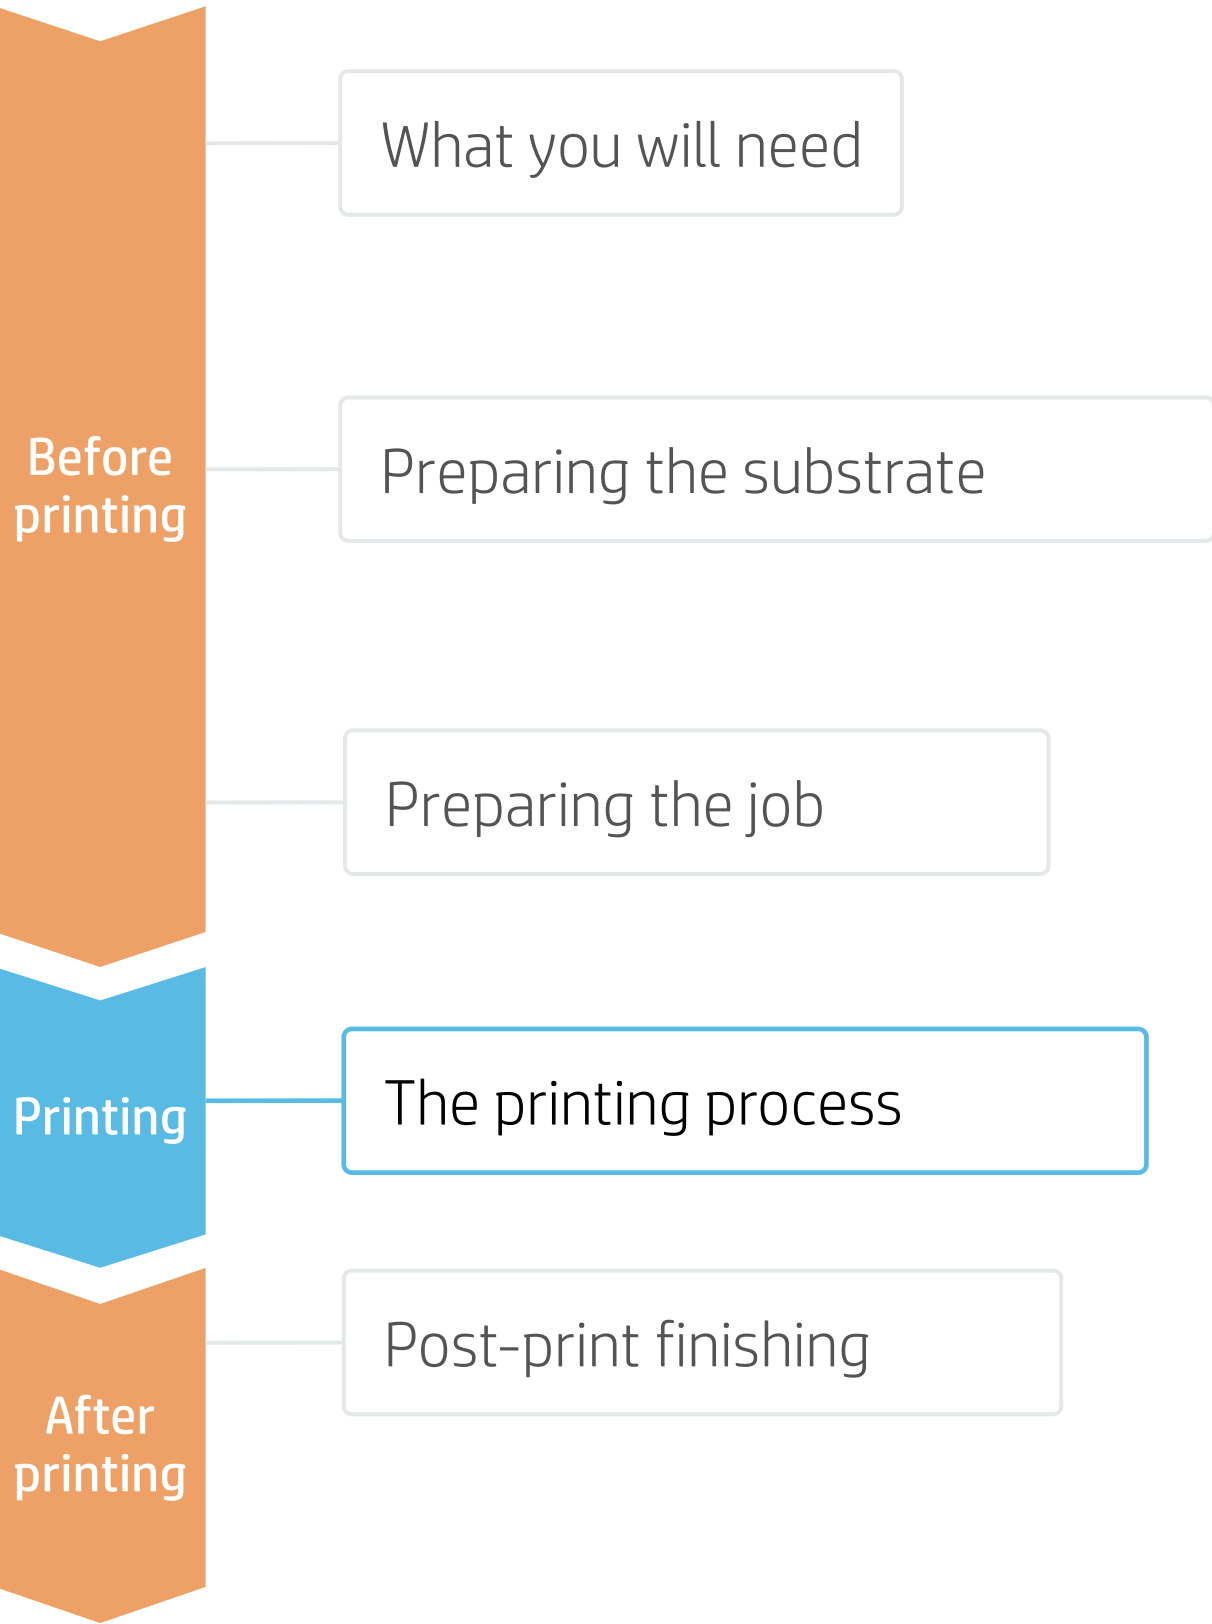 What you will need
Before
printing
Preparing the substrate
Preparing the job
Printing
The printing process
Post-print finishing
After
printing